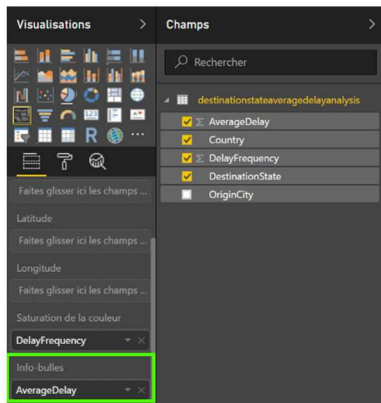 Visualisations
Champs
Rechercher
destinationstateaveragedelayanalysis
Σ AverageDelay
Country
Σ DelayFrequency
DestinationState
OriginCity
R
Faites glisser ici les champs ...
Latitude
Faites glisser ici les champs ...
Longitude
Faites glisser ici les champs ...
Saturation de la couleur
DelayFrequency
Info-bulles
AverageDelay